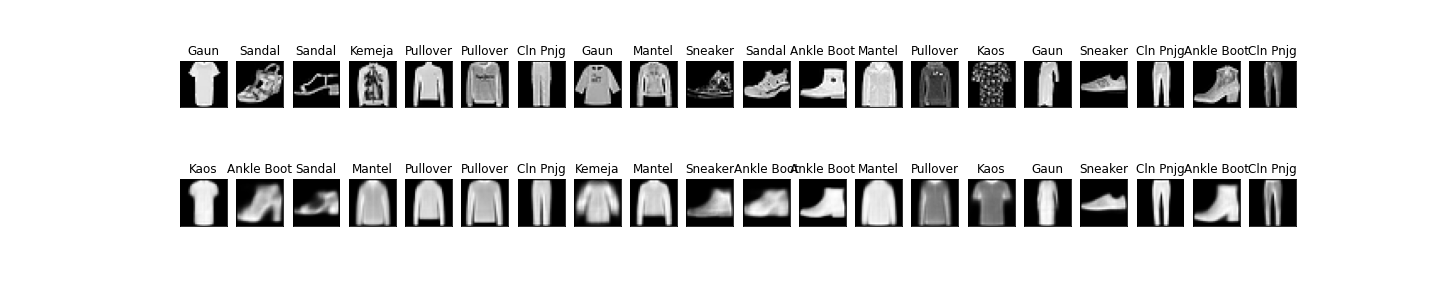 Gaun Sandal Sandal Kemeja Pullover Pullover Cln Pnjg Gaun Mantel Sneaker Sandal Ankle Boot Mantel Pullover Kaos Gaun Sneaker Cln Pnjg Ankle Boot Cln Pnjg
Kaos Ankle Boot Sandal Mantel Pullover Pullover Cln Pnjg Kemeja Mantel Sneaker Ankle Boot Ankle Boot Mantel Pullover Kaos Gaun Sneaker Cln Pnjg Ankle Boot Cln Pnjg